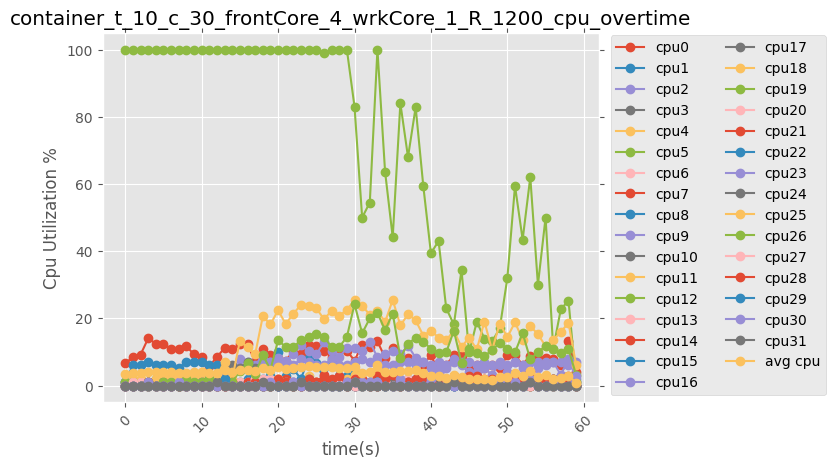 container_t_10_c_30_frontCore_4_wrkCore_1_R_1200_cpu_overtime
100
80
60
40
20
0
Cpu Utilization %
0 10 20 30 40 50 60
time(s)
cpu0
cpu1
cpu2
cpu3
cpu4
cpu5
cpu6
cpu7
cpu8
cpu9
cpu10
cpu11
cpu12
cpu13
cpu14
cpu15
cpu16
cpu17
cpu18
cpu19
cpu20
cpu21
cpu22
cpu23
cpu24
cpu25
cpu26
cpu27
cpu28
cpu29
cpu30
cpu31
avg cpu